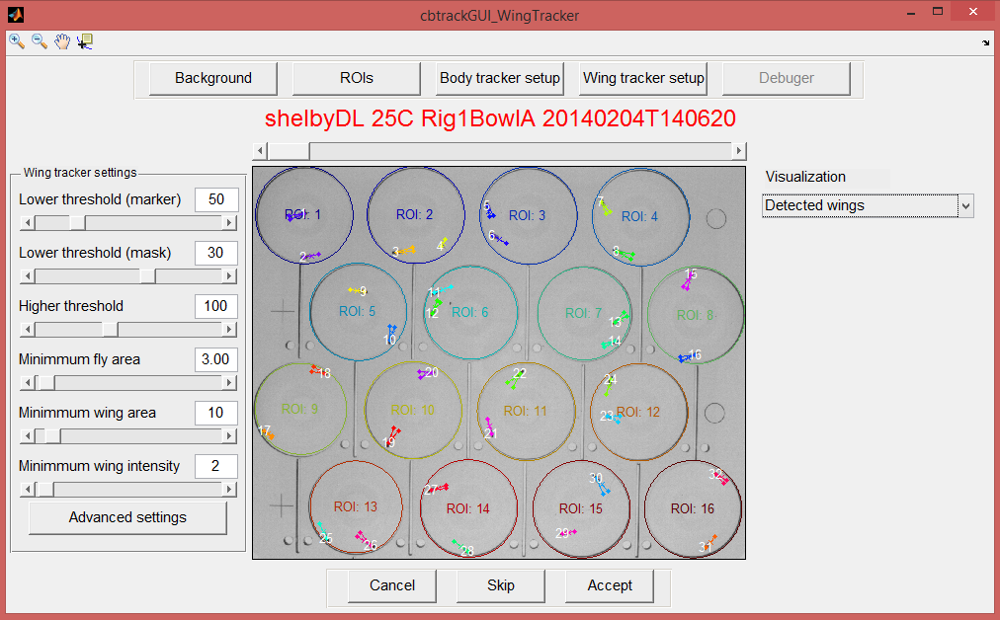 cbtrackGUI_WingTracker
Background
ROIs
Body tracker setup
Wing tracker setup
Debuger
shelbyDL 25C Rig1BowlA 20140204T140620
Wing tracker settings
Lower threshold (marker)
50
Lower threshold (mask)
30
Higher threshold
100
Minimmum fly area
3.00
Minimmum wing area
10
Minimmum wing intensity
2
Advanced settings
Visualization
Detected wings
ROI: 1
ROI: 2
ROI: 3
ROI: 4
2
3
4
5
6
7
8
ROI: 5
ROI: 6
ROI: 7
ROI: 8
9
10
11
12
13
14
15
16
ROI: 9
ROI: 10
ROI: 11
ROI: 12
17
18
19
20
21
22
23
24
ROI: 13
ROI: 14
ROI: 15
ROI: 16
25
26
27
28
29
30
31
32
Cancel
Skip
Accept